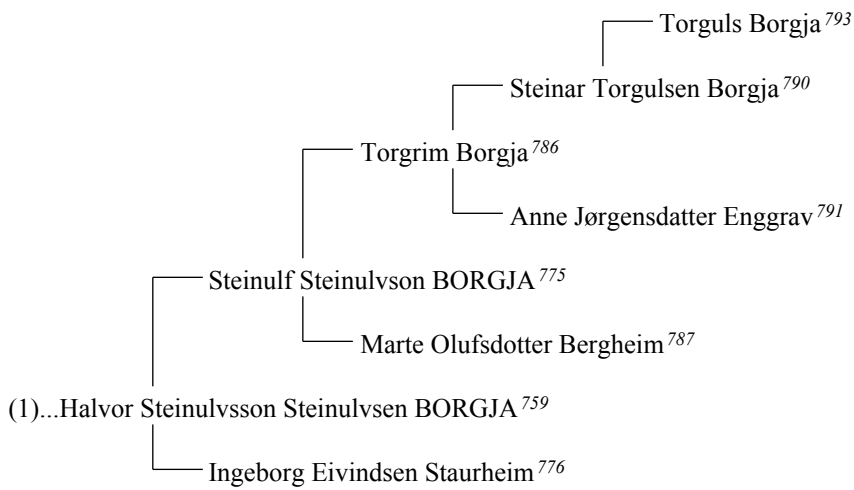 Torguls Borgja 793
Steinar Torgulsen Borgja 790
Torgrim Borgja 786
Anne Jørgensdatter Enggrav 791
Steinulf Steinulvson BORGJA 775
Marte Olufsdotter Bergheim 787
(1)...Halvor Steinulvsson Steinulvsen BORGJA 759
Ingeborg Eivindsen Staurheim 776